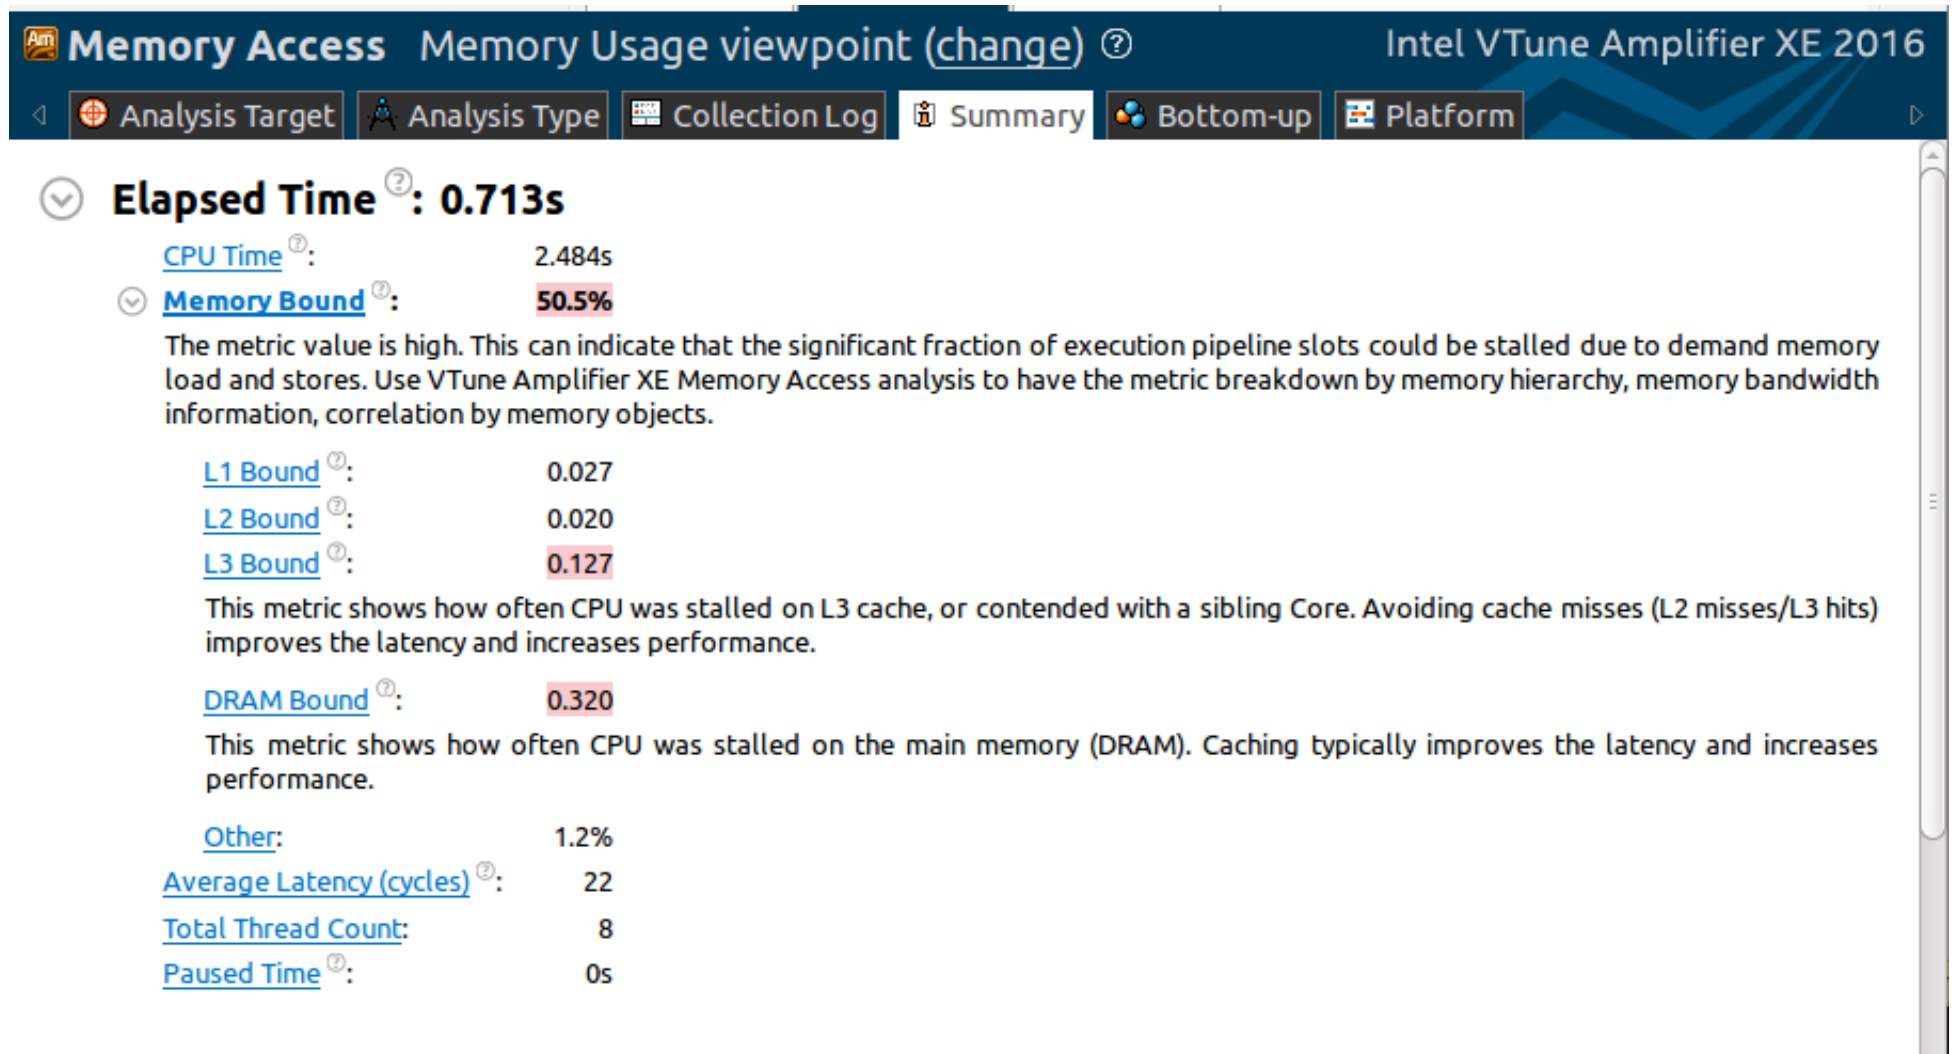 Memory Access Memory Usage viewpoint (change) ? Intel VTune Amplifier XE 2016
Analysis Target Analysis Type Collection Log Summary Bottom-up Platform
Elapsed Time ?: 0.713s
CPU Time ?: 2.484s
Memory Bound ?: 50.5%
The metric value is high. This can indicate that the significant fraction of execution pipeline slots could be stalled due to demand memory
load and stores. Use VTune Amplifier XE Memory Access analysis to have the metric breakdown by memory hierarchy, memory bandwidth
information, correlation by memory objects.
L1 Bound ?: 0.027
L2 Bound ?: 0.020
L3 Bound ?: 0.127
This metric shows how often CPU was stalled on L3 cache, or contended with a sibling Core. Avoiding cache misses (L2 misses/L3 hits)
improves the latency and increases performance.
DRAM Bound ?: 0.320
This metric shows how often CPU was stalled on the main memory (DRAM). Caching typically improves the latency and increases
performance.
Other: 1.2%
Average Latency (cycles) ?: 22
Total Thread Count: 8
Paused Time ?: 0s